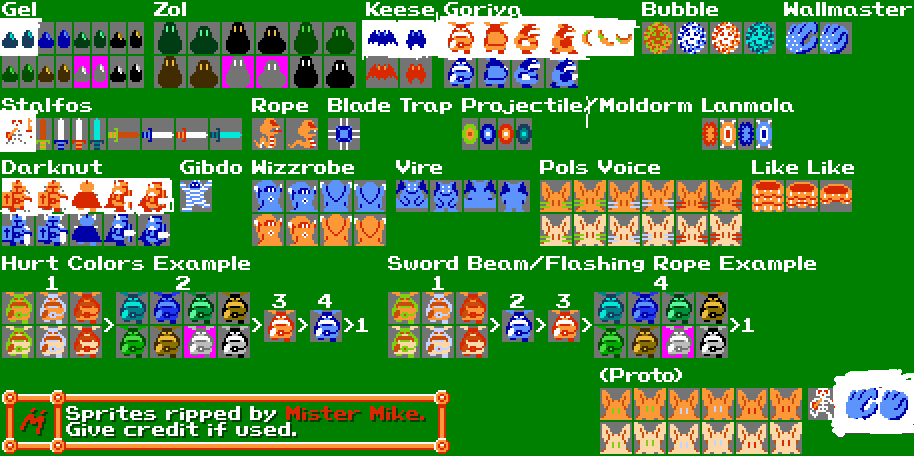 Gel Zol Keese Goriya Bubble Wallmaster
Stalfos Rope Blade Trap Projectile/Moldorm Lanmola
Darknut Gibdo Wizzrobe Vire Pols Voice Like Like
Hurt Colors Example Sword Beam/Flashing Rope Example
1 2 1 4
> > 3 > 4 >1 > 2 > 3 > >1
(Proto)
Sprites ripped by Mister Mike.
Give credit if used.